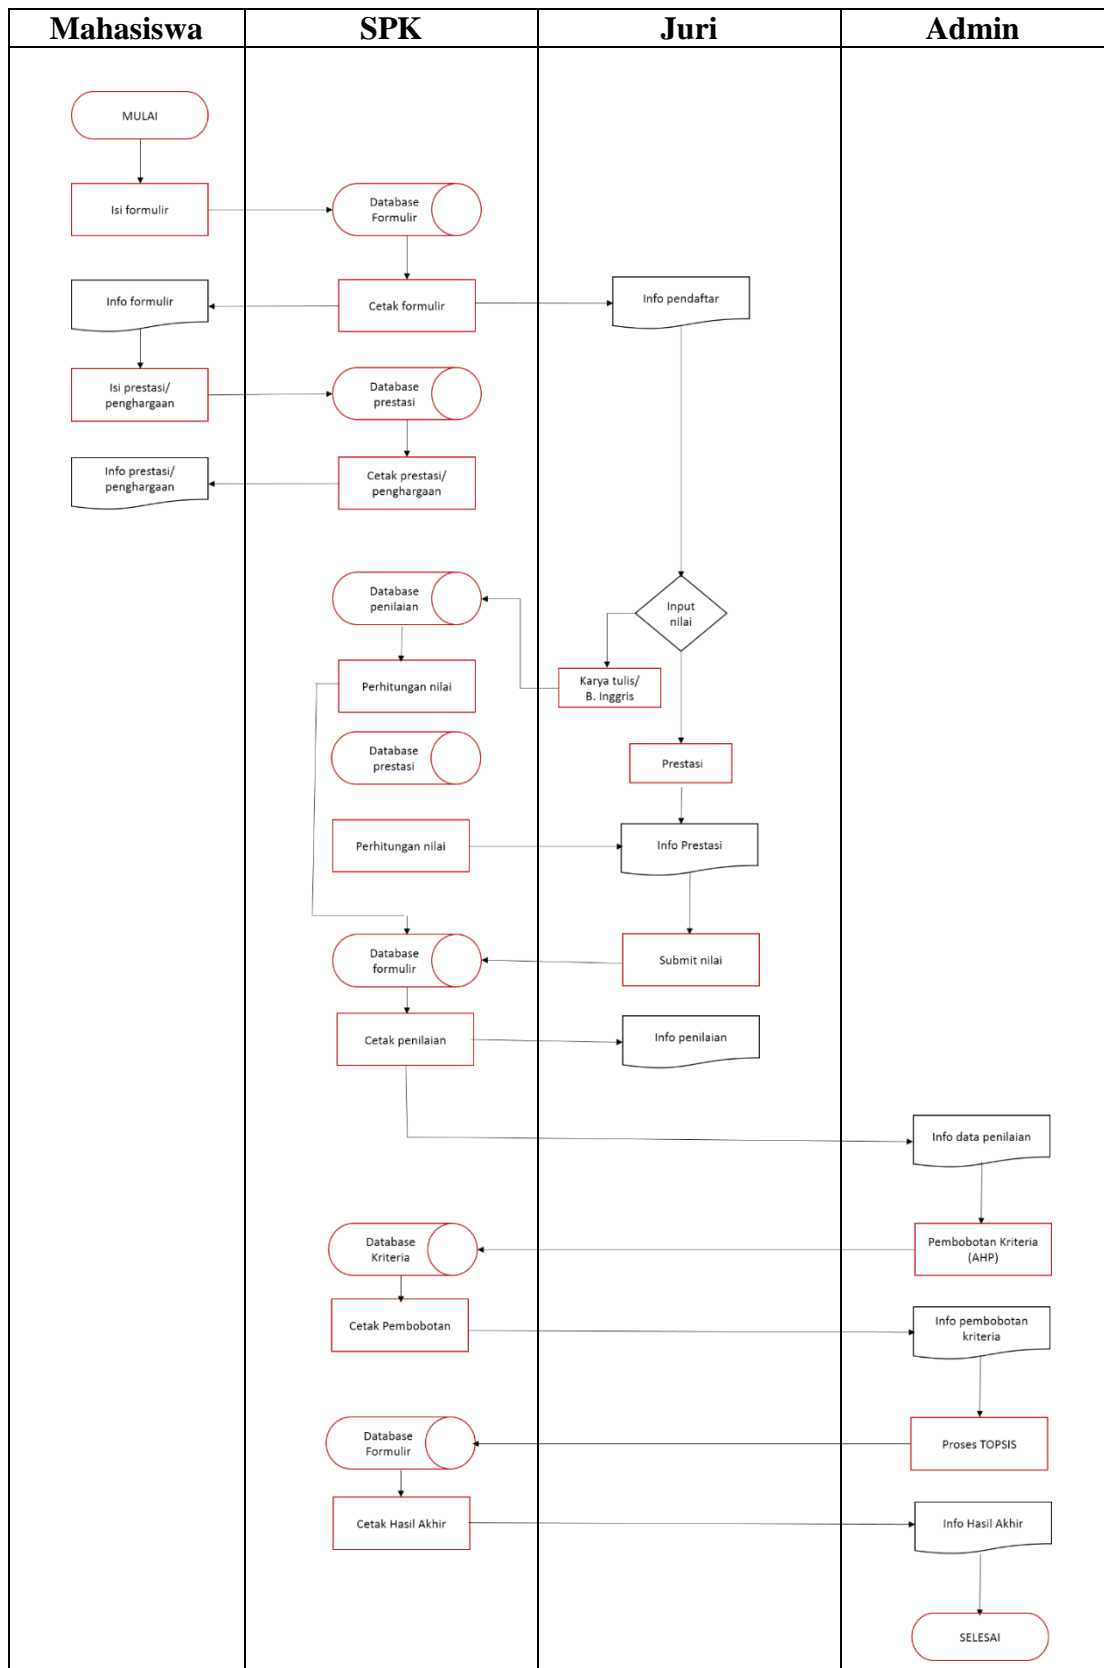 Mahasiswa
SPK
Juri
Admin
MULAI
Isi formulir
Database
Formulir
Info formulir
Cetak formulir
Info pendaftar
Isi prestasi/
penghargaan
Database
prestasi
Info prestasi/
penghargaan
Cetak prestasi/
penghargaan
Database
penilaian
Input
nilai
Perhitungan nilai
Karya tulis/
B. Inggris
Database
prestasi
Prestasi
Perhitungan nilai
Info Prestasi
Database
formulir
Submit nilai
Cetak penilaian
Info penilaian
Info data penilaian
Database
Kriteria
Pembobotan Kriteria
(AHP)
Cetak Pembobotan
Info pembobotan
kriteria
Database
Formulir
Proses TOPSIS
Cetak Hasil Akhir
Info Hasil Akhir
SELESAI